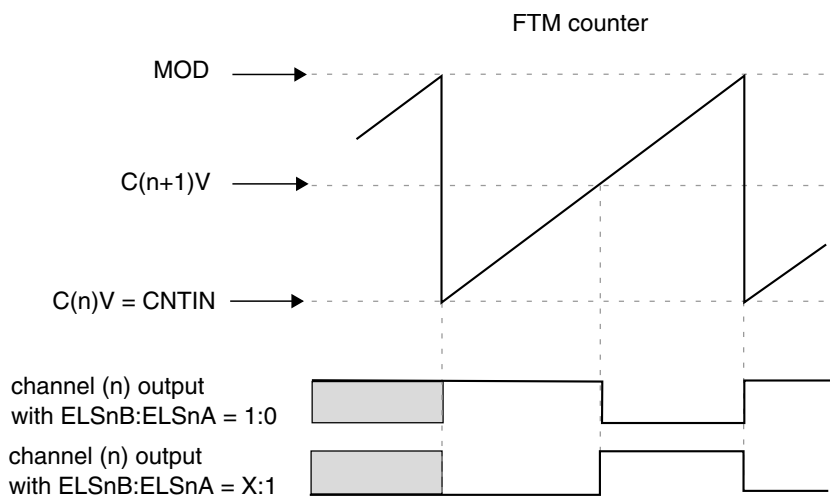 FTM counter
MOD
C(n+1)V
C(n)V = CNTIN
channel (n) output
with ELSnB:ELSnA = 1:0
channel (n) output
with ELSnB:ELSnA = X:1